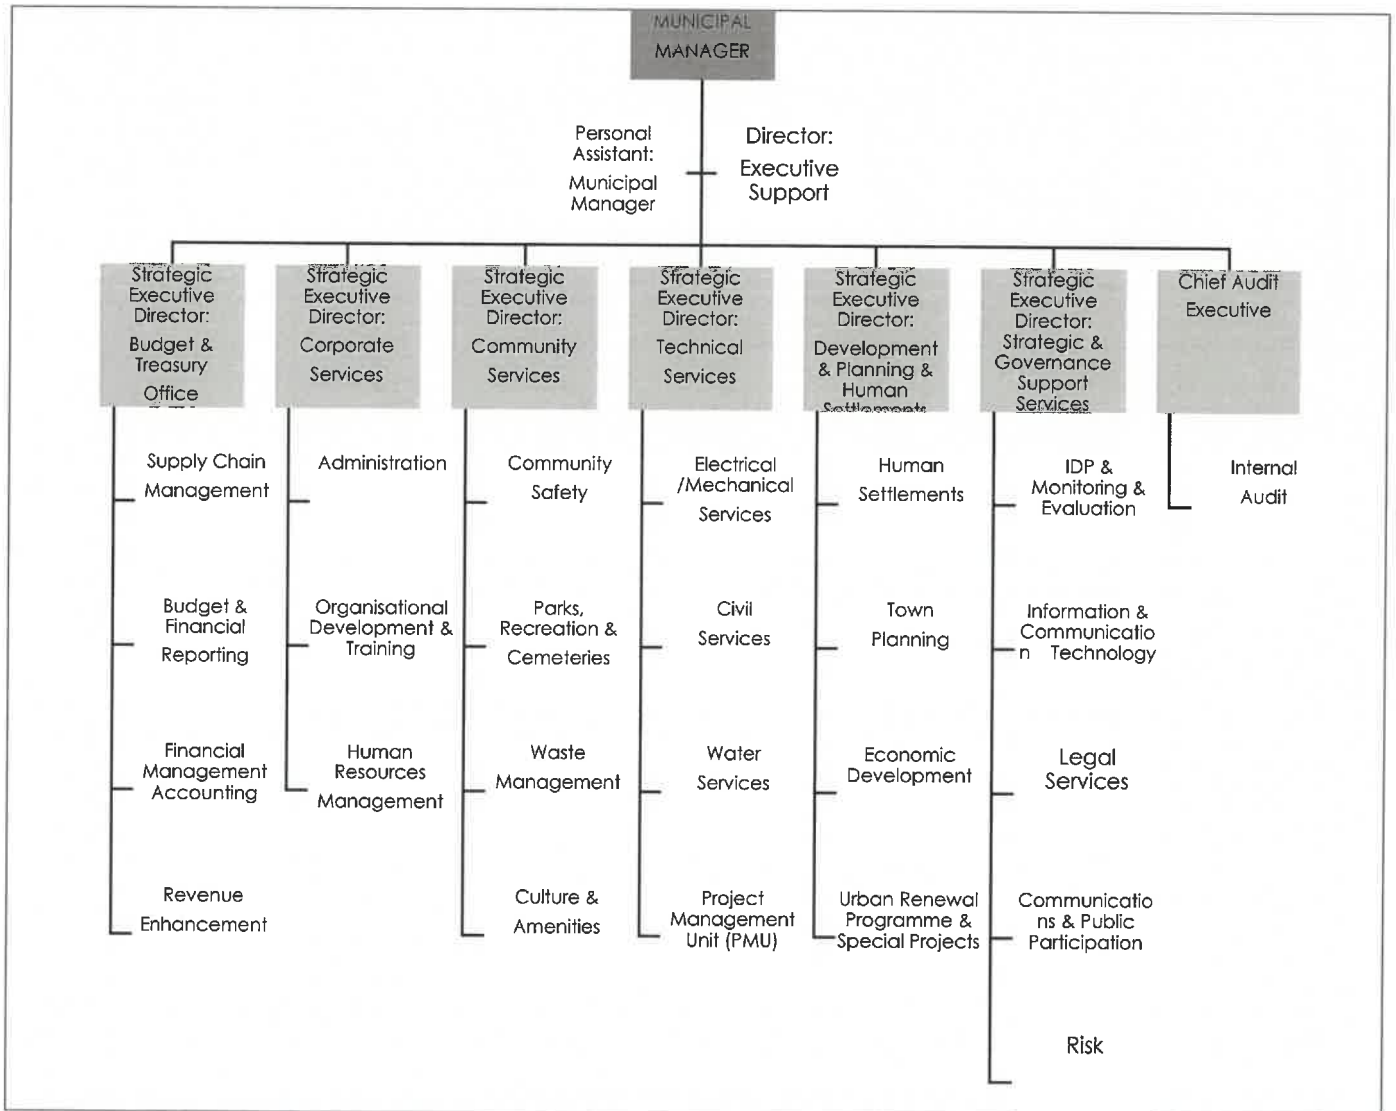 MUNICIPAL
MANAGER
Personal
Assistant:
Municipal
Manager
Director:
Executive
Support
Strategic
Executive
Director:
Budget &
Treasury
Office
Strategic
Executive
Director:
Corporate
Services
Strategic
Executive
Director:
Community
Services
Strategic
Executive
Director:
Technical
Services
Strategic
Executive
Director:
Development
& Planning &
Human
Settlements
Strategic
Executive
Director:
Strategic &
Governance
Support
Services
Chief Audit
Executive
Supply Chain
Management
Budget &
Financial
Reporting
Financial
Management
Accounting
Revenue
Enhancement
Administration
Organisational
Development &
Training
Human
Resources
Management
Community
Safety
Parks,
Recreation &
Cemeteries
Waste
Management
Culture &
Amenities
Electrical
/Mechanical
Services
Civil
Services
Water
Services
Project
Management
Unit (PMU)
Human
Settlements
Town
Planning
Economic
Development
Urban Renewal
Programme &
Special Projects
IDP &
Monitoring &
Evaluation
Information &
Communicatio
n Technology
Legal
Services
Communicatio
ns & Public
Participation
Risk
Internal
Audit